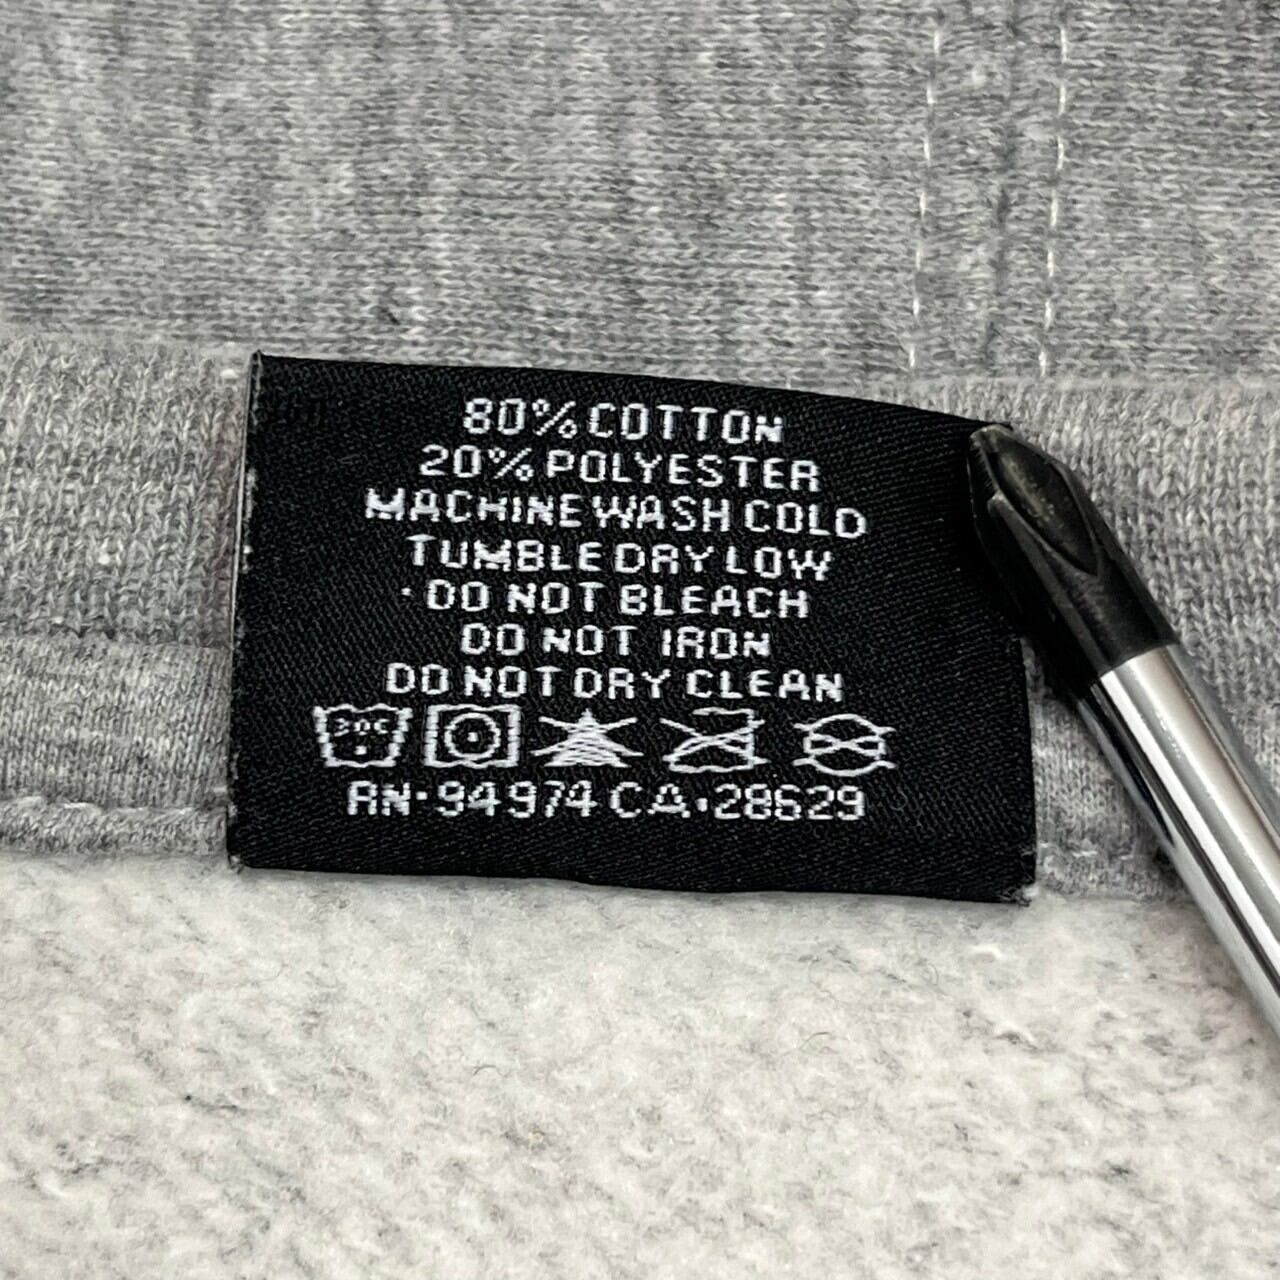 80% COTTON
20% POLYESTER
MACHINE WASH COLD
TUMBLE DRY LOW
·DO NOT BLEACH
DO NOT IRON
DO NOT DRY CLEAN
30C
RN·94974 CA·28629